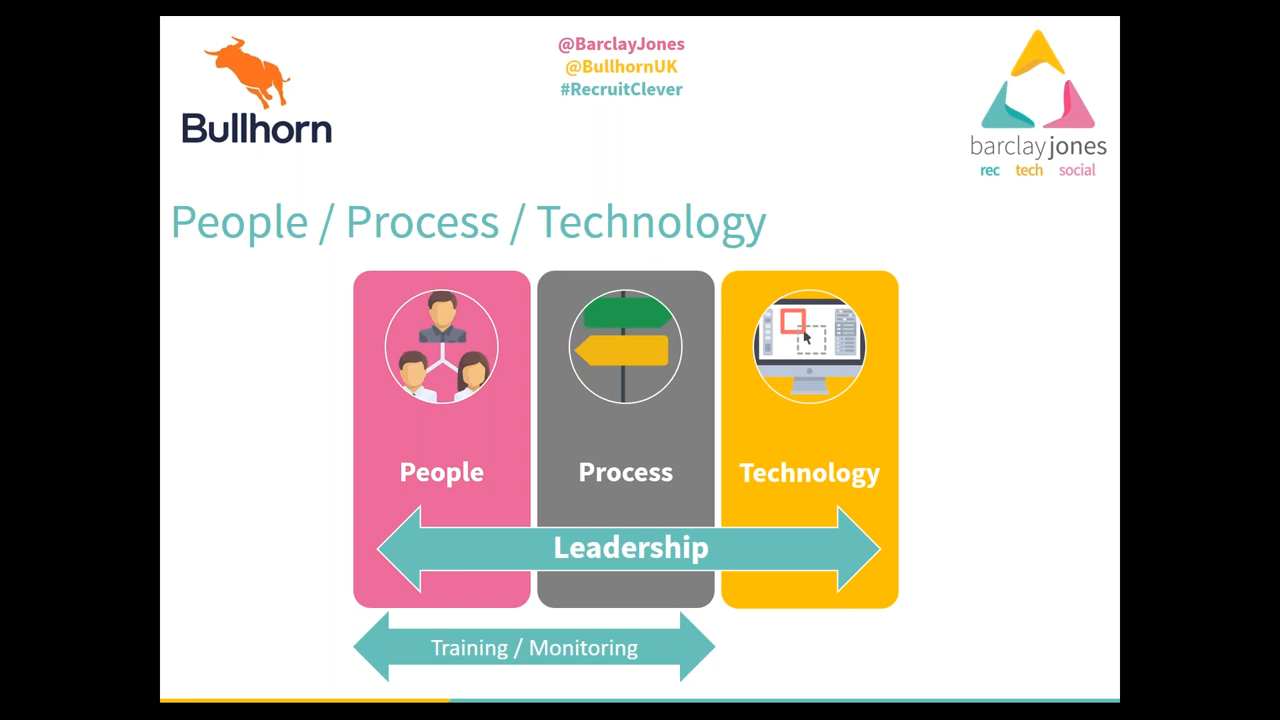 Bullhorn
@BarclayJones
@BullhornUK
#RecruitClever
barclayjones
rec tech social
People / Process / Technology
People
Process
Technology
Leadership
Training / Monitoring